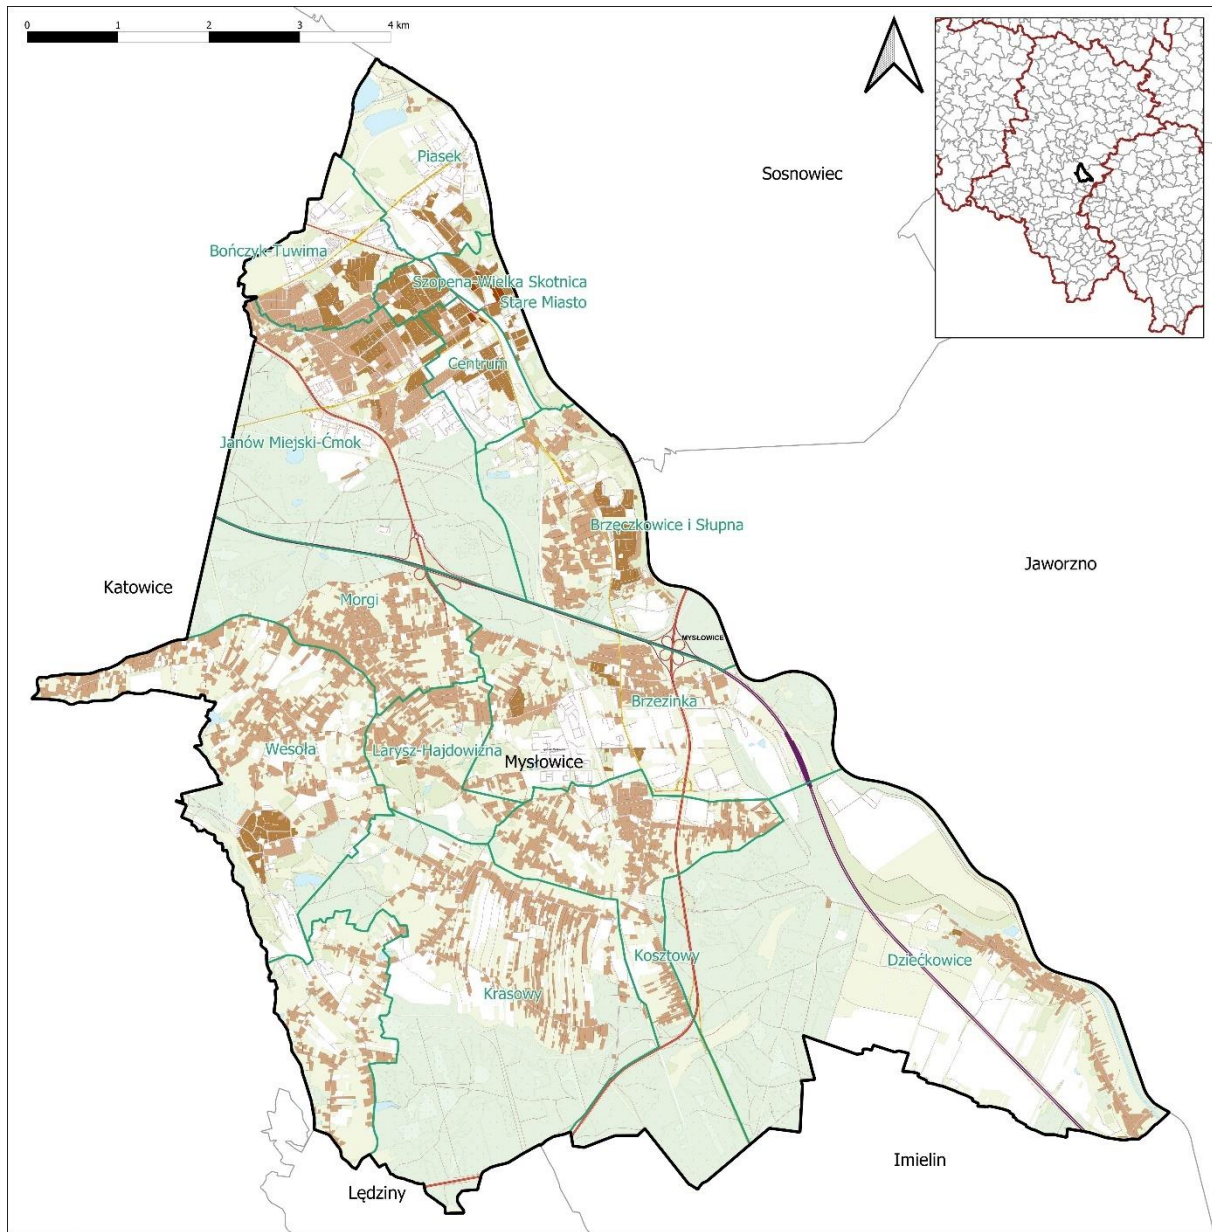 0 1 2 3 4 km
Piasek
Sosnowiec
Bończyk-Tuwima
Szopena-Wielka Skotnica
Stare Miasto
Centrum
Janów Miejski-Ćmok
Brzęczkowice i Słupna
Jaworzno
Katowice
Morgi
MYSŁOWICE
Brzezinka
Wesoła
Larysz-Hajdowizna
Mysłowice
Kosztowy
Dziećkowice
Krasowy
Imielin
Lędziny